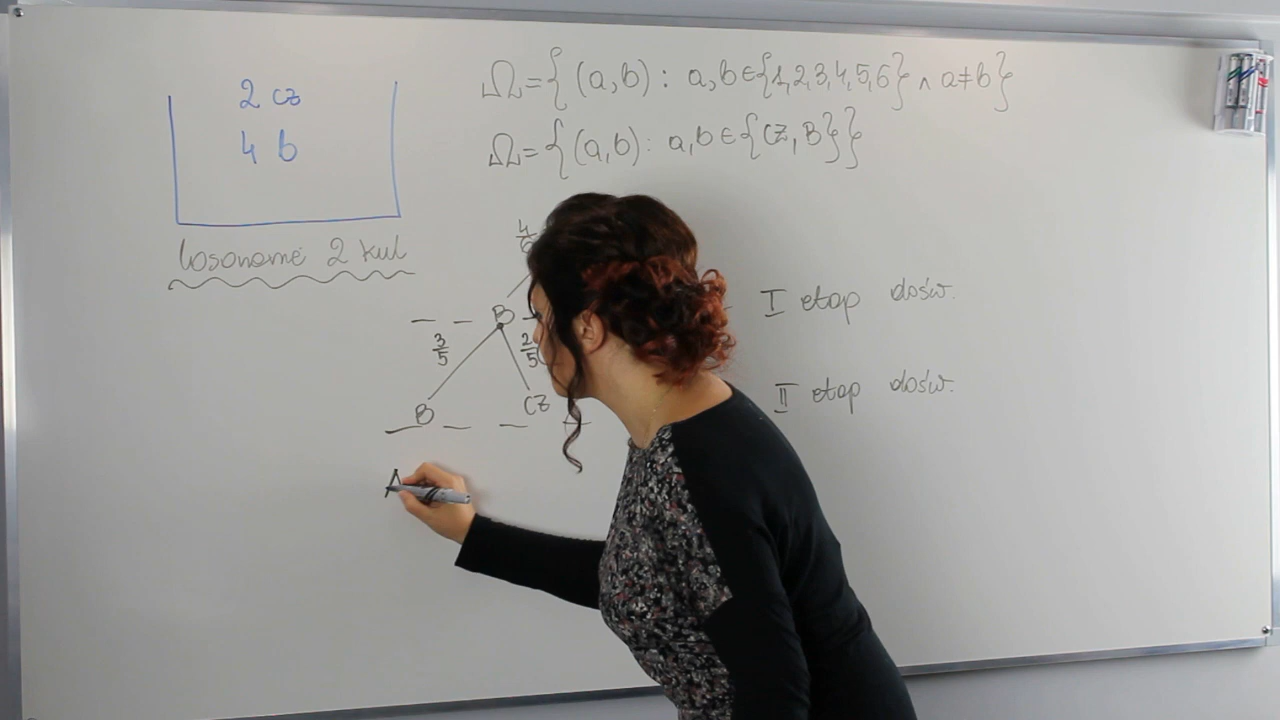 2 cz
4 b
losowanie 2 kul
Ω={(a,b): a,b∈{1,2,3,4,5,6} ∧ a≠b}
Ω={(a,b): a,b∈{CZ,B}}
4/6
B
I etap dośw.
3/5 2/5
B CZ
II etap dośw.
A